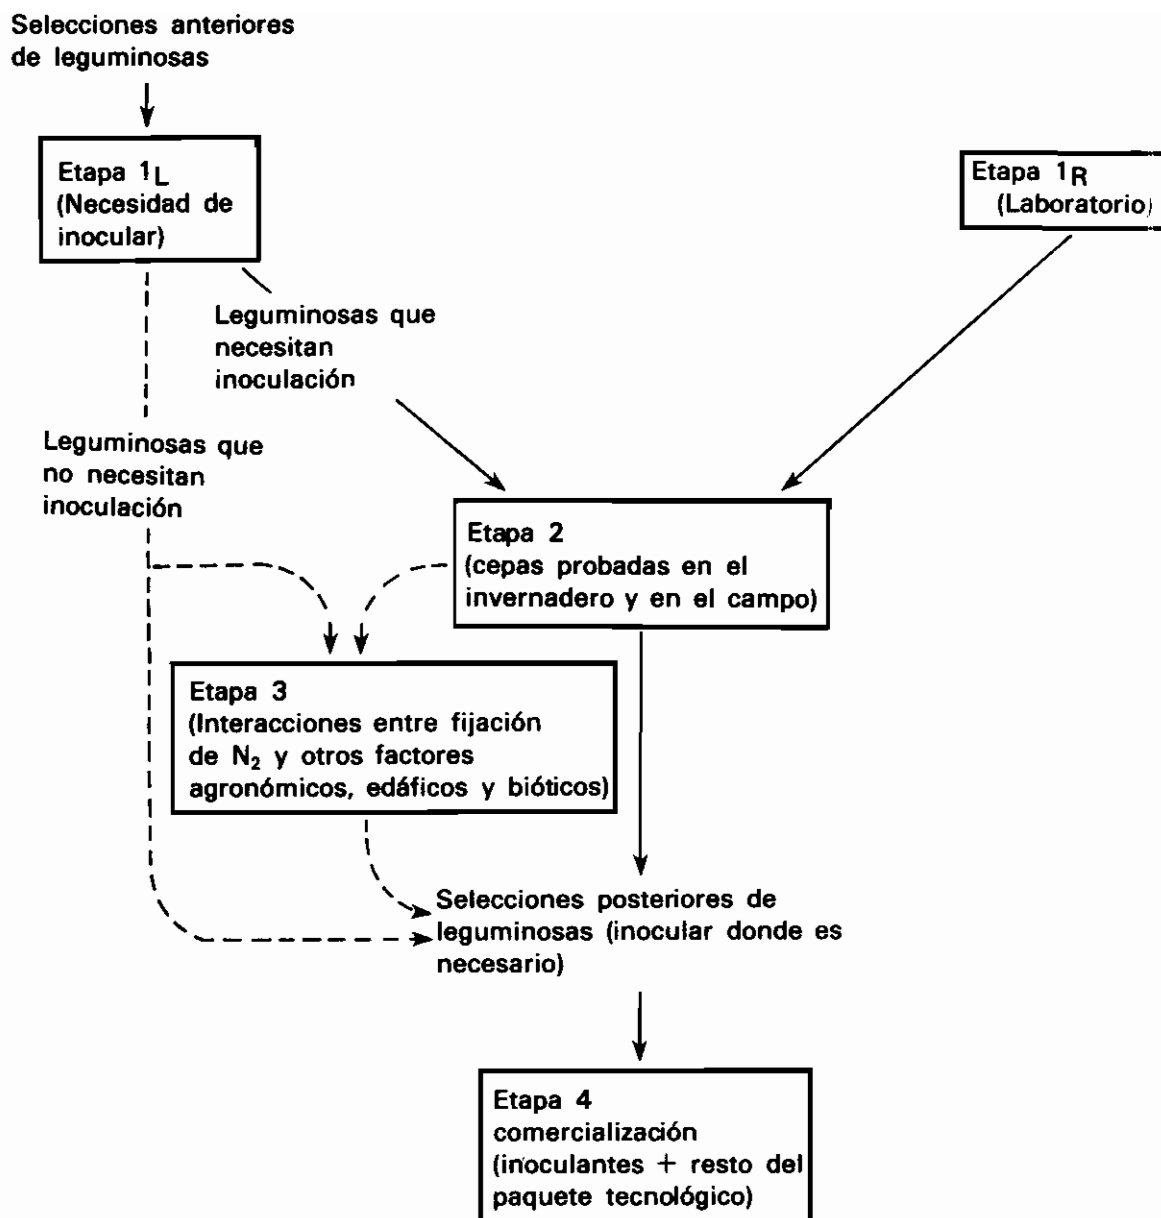 Selecciones anteriores
de leguminosas
Etapa 1L
(Necesidad de
inocular)
Etapa 1R
(Laboratorio)
Leguminosas que
necesitan
inoculación
Leguminosas que
no necesitan
inoculación
Etapa 2
(cepas probadas en el
invernadero y en el campo)
Etapa 3
(Interacciones entre fijación
de N₂ y otros factores
agronómicos, edáficos y bióticos)
Selecciones posteriores de
leguminosas (inocular donde es
necesario)
Etapa 4
comercialización
(inoculantes + resto del
paquete tecnológico)